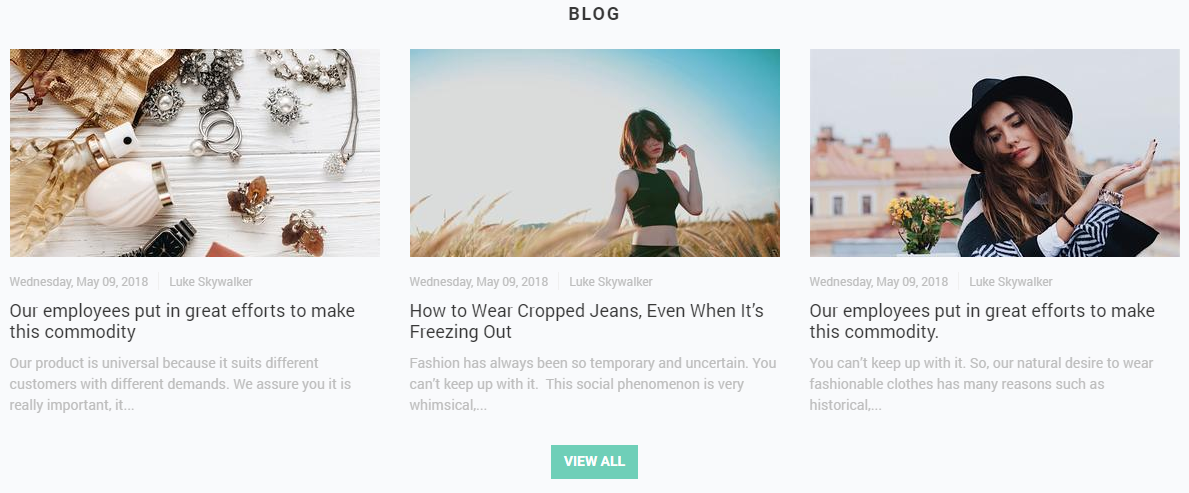 BLOG
Wednesday, May 09, 2018 Luke Skywalker
Our employees put in great efforts to make
this commodity
Our product is universal because it suits different
customers with different demands. We assure you it is
really important, it...
Wednesday, May 09, 2018 Luke Skywalker
How to Wear Cropped Jeans, Even When It’s
Freezing Out
Fashion has always been so temporary and uncertain. You
can’t keep up with it.  This social phenomenon is very
whimsical,...
Wednesday, May 09, 2018 Luke Skywalker
Our employees put in great efforts to make
this commodity.
You can’t keep up with it. So, our natural desire to wear
fashionable clothes has many reasons such as
historical,...
VIEW ALL